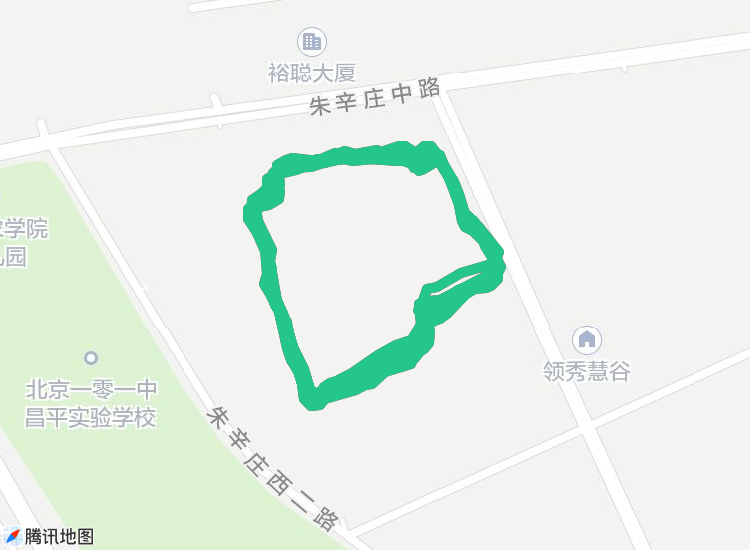 裕聪大厦
朱辛庄中路
学院
园
领秀慧谷
北京一零一中
昌平实验学校
朱辛庄西二路
腾讯地图